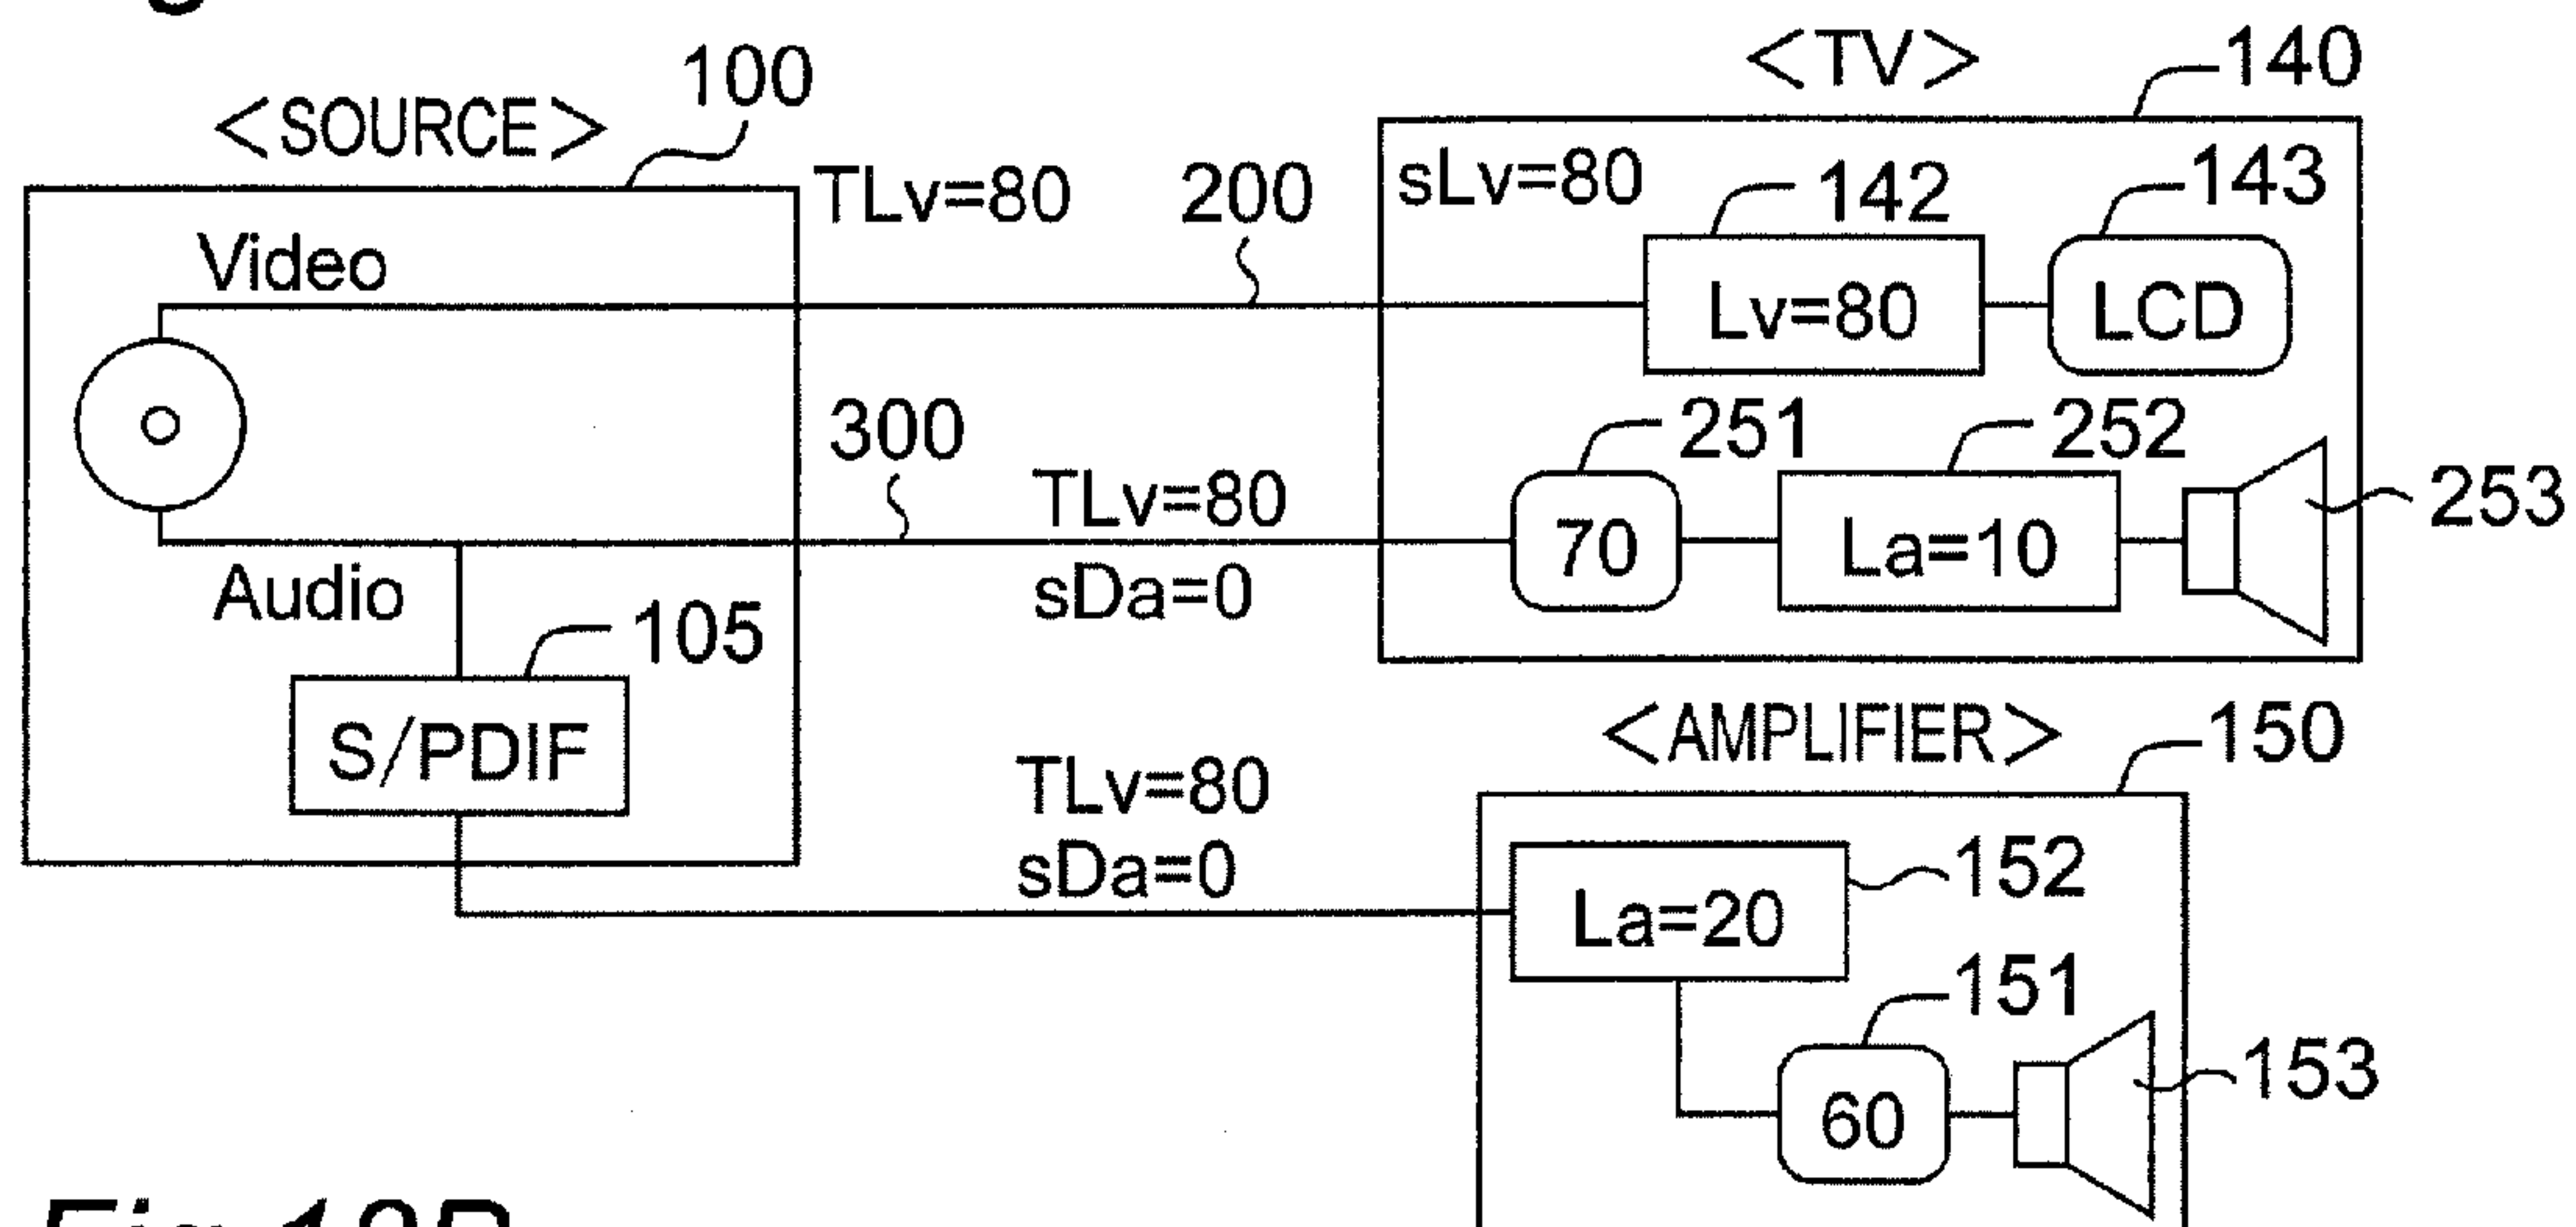 <SOURCE>
100
Video
Audio
105
S/PDIF
TLv=80
200
300
TLv=80
sDa=0
TLv=80
sDa=0
<TV>
140
sLv=80
142
143
Lv=80
LCD
251
252
253
70
La=10
<AMPLIFIER>
150
La=20
152
151
60
153